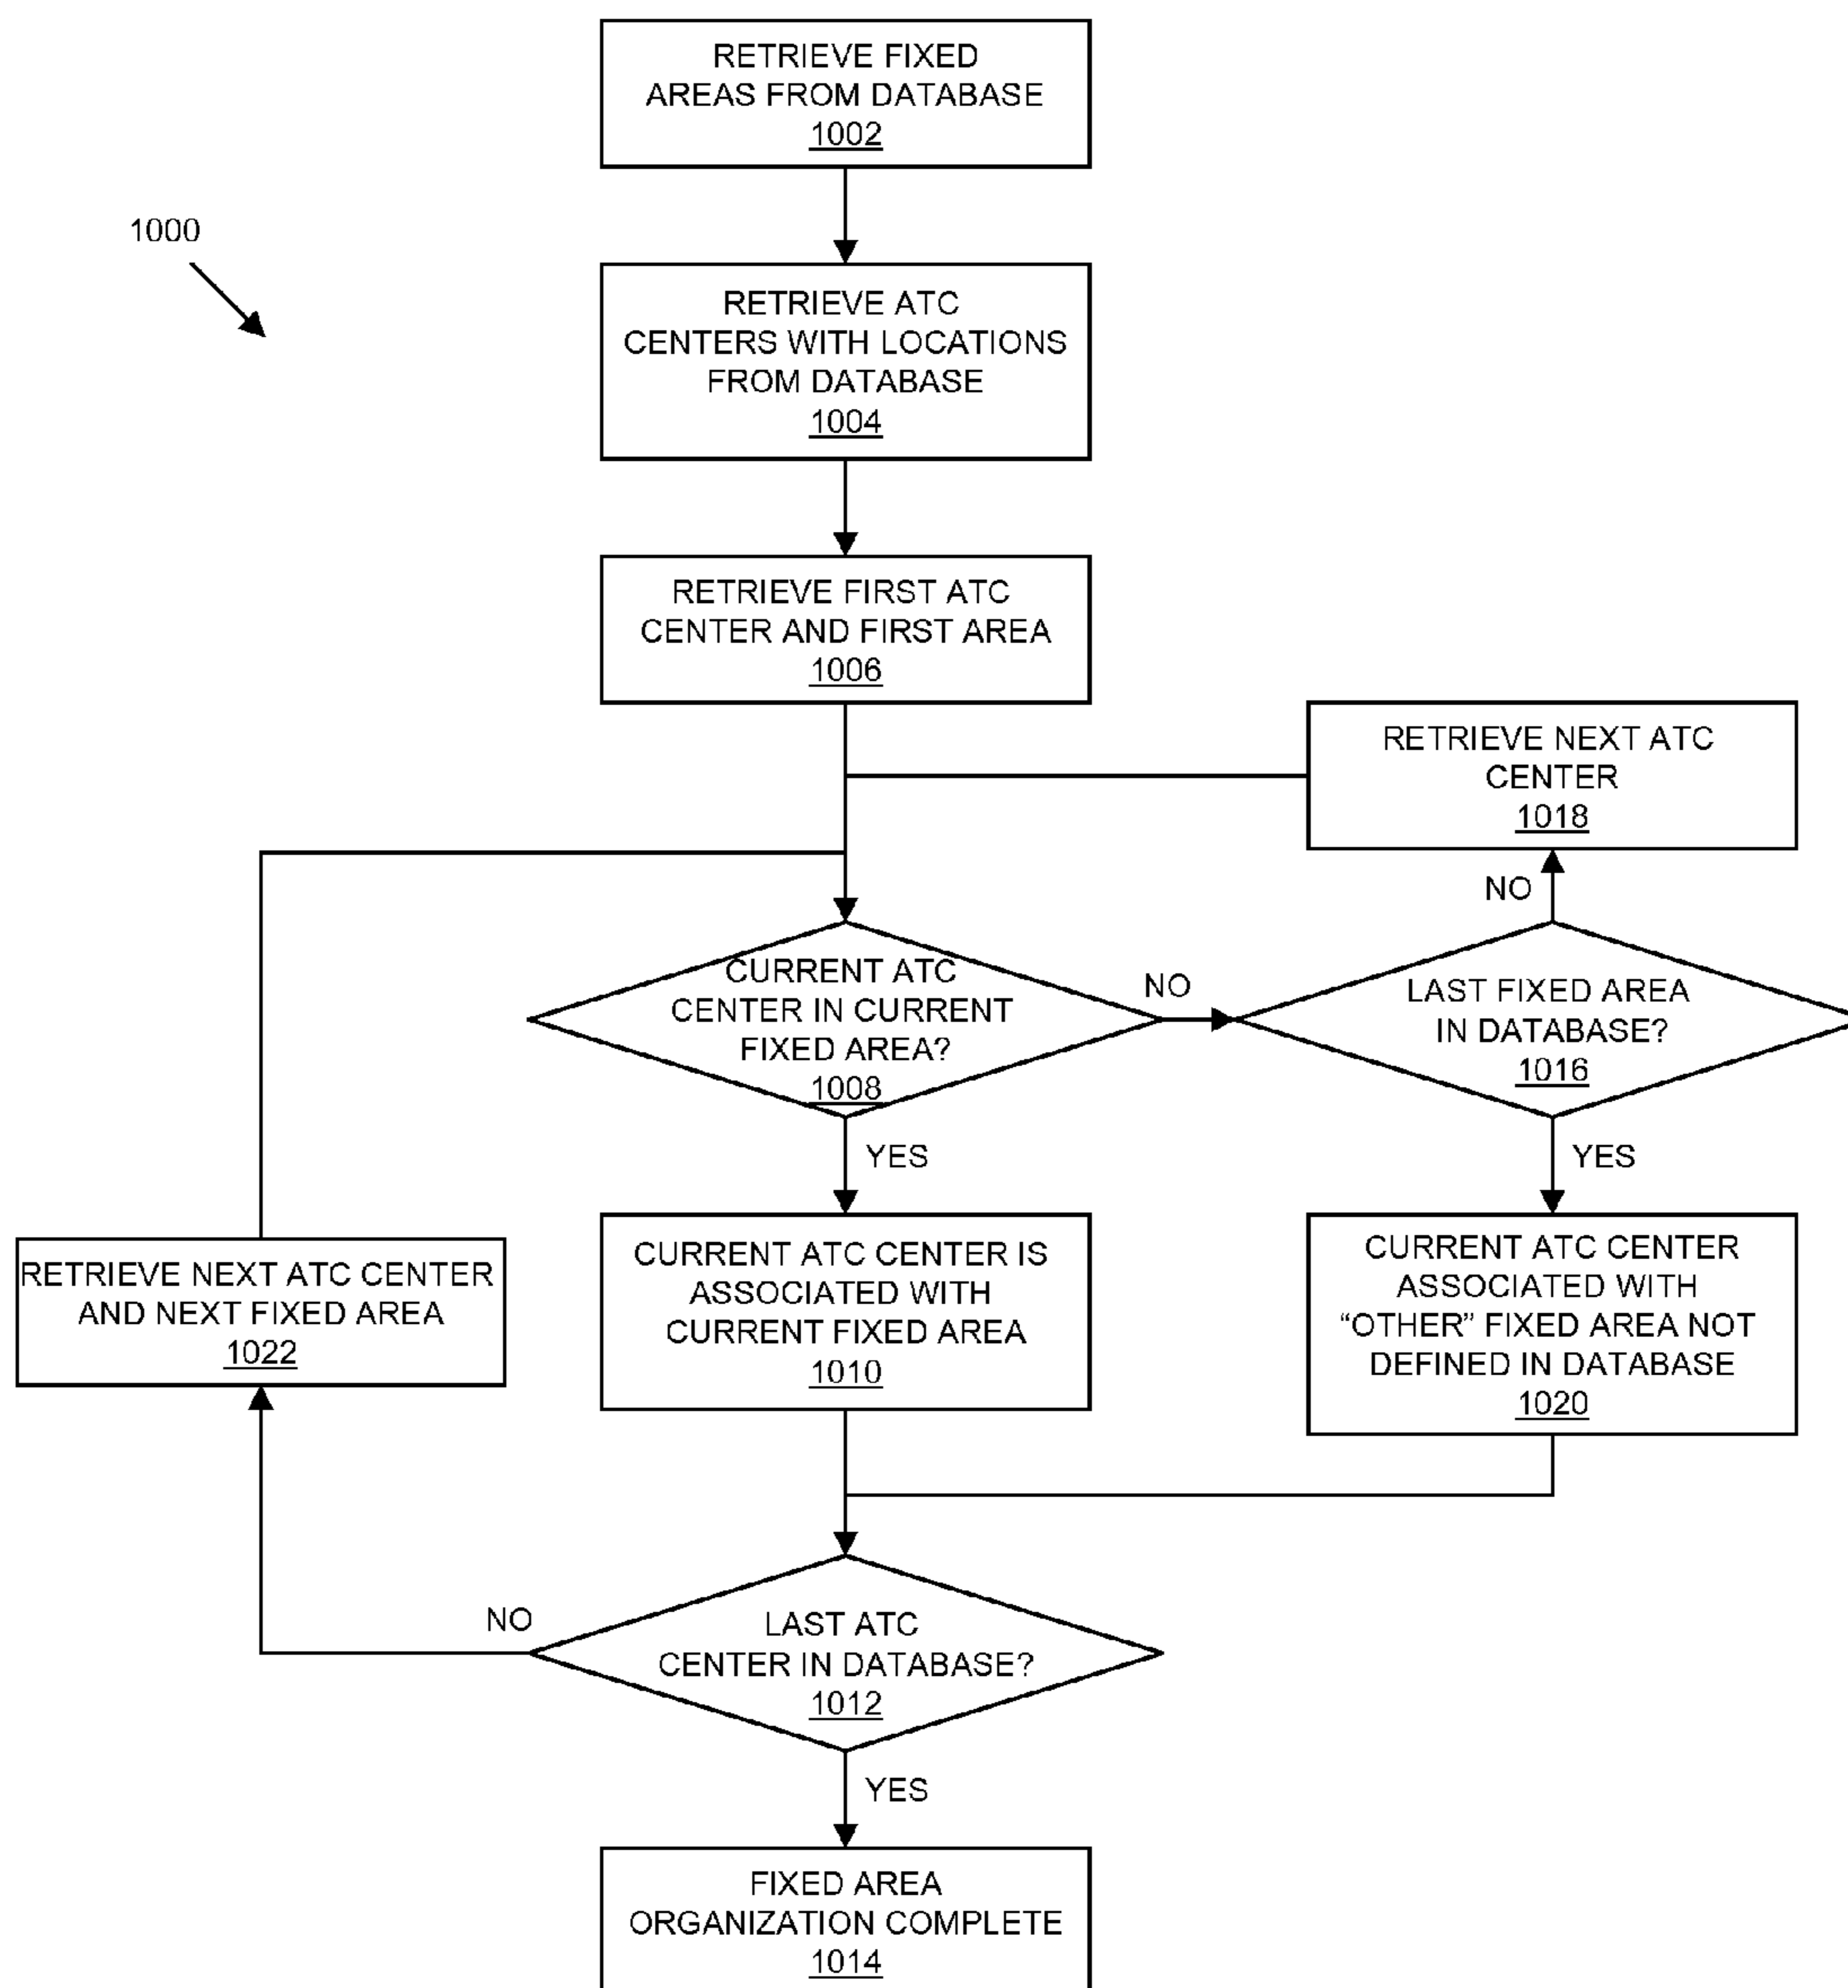 RETRIEVE FIXED
AREAS FROM DATABASE
1002
1000
RETRIEVE ATC
CENTERS WITH LOCATIONS
FROM DATABASE
1004
RETRIEVE FIRST ATC
CENTER AND FIRST AREA
1006
RETRIEVE NEXT ATC
CENTER
1018
NO
CURRENT ATC
CENTER IN CURRENT
FIXED AREA?
1008
NO
LAST FIXED AREA
IN DATABASE?
1016
YES
YES
RETRIEVE NEXT ATC CENTER
AND NEXT FIXED AREA
1022
CURRENT ATC CENTER IS
ASSOCIATED WITH
CURRENT FIXED AREA
1010
CURRENT ATC CENTER
ASSOCIATED WITH
“OTHER” FIXED AREA NOT
DEFINED IN DATABASE
1020
NO
LAST ATC
CENTER IN DATABASE?
1012
YES
FIXED AREA
ORGANIZATION COMPLETE
1014